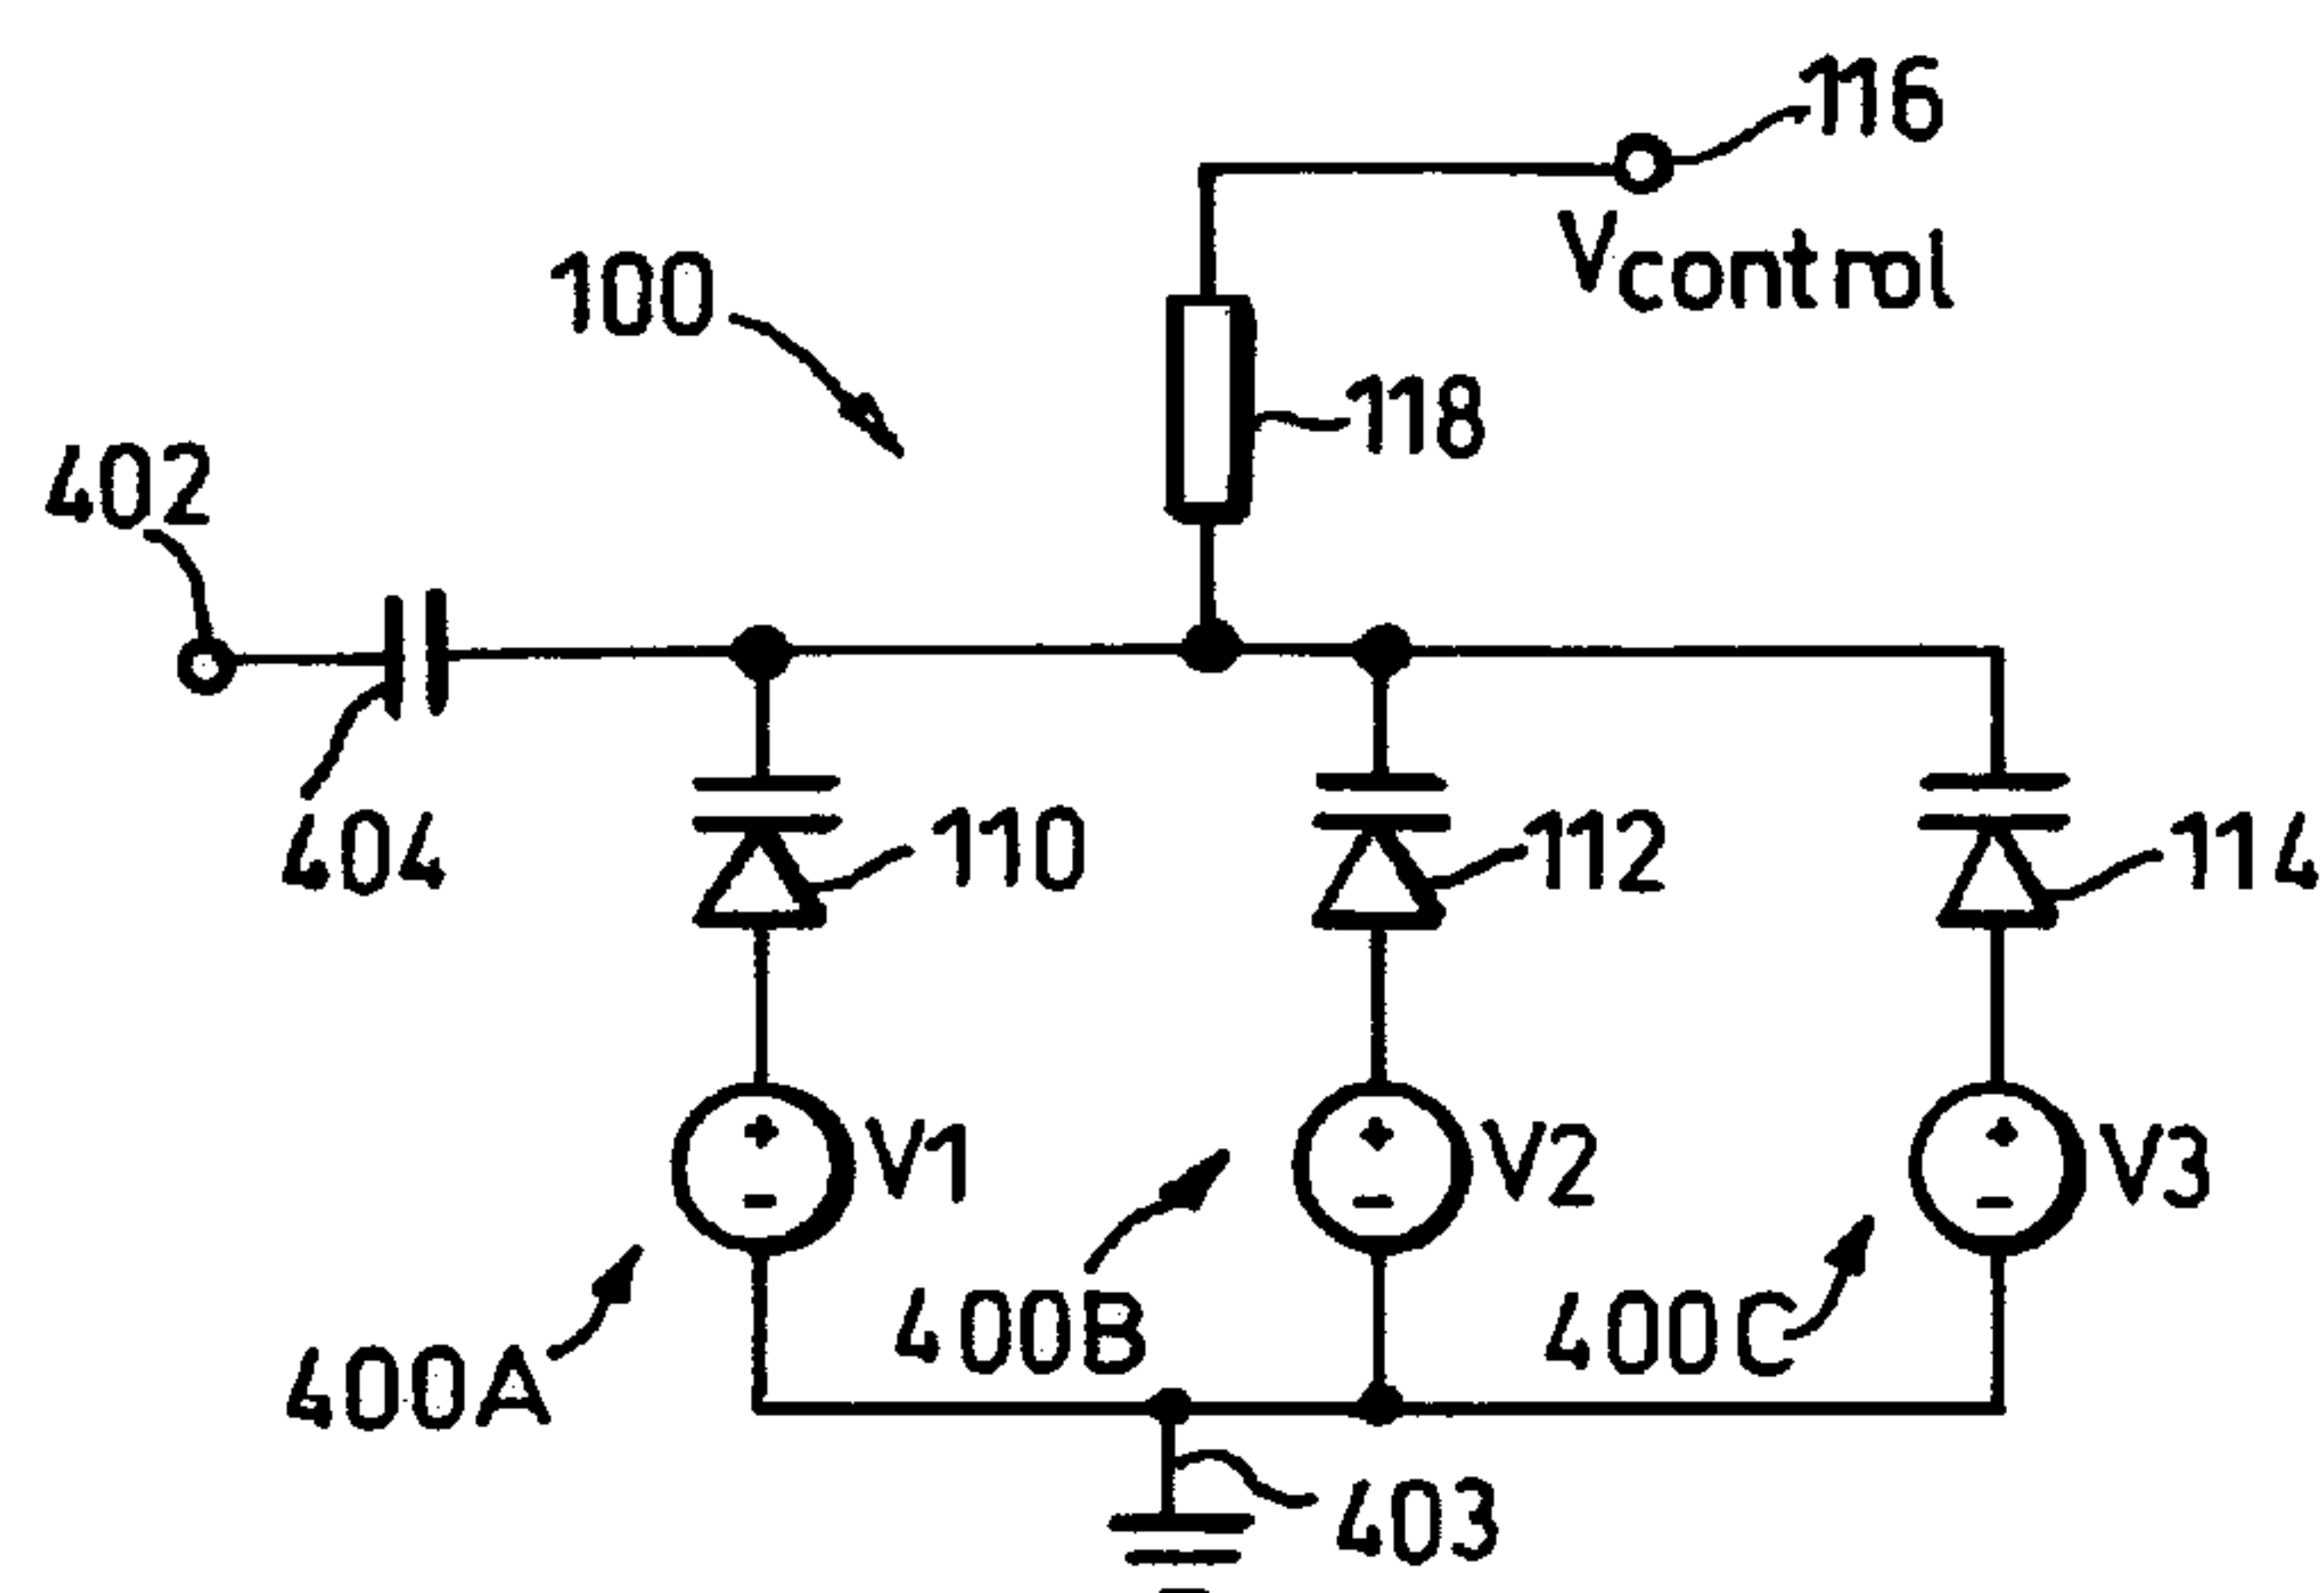 116
Vcontrol
100
118
402
404
110
112
114
+
+
+
V1
V2
V3
-
-
-
400B
400C
400A
403